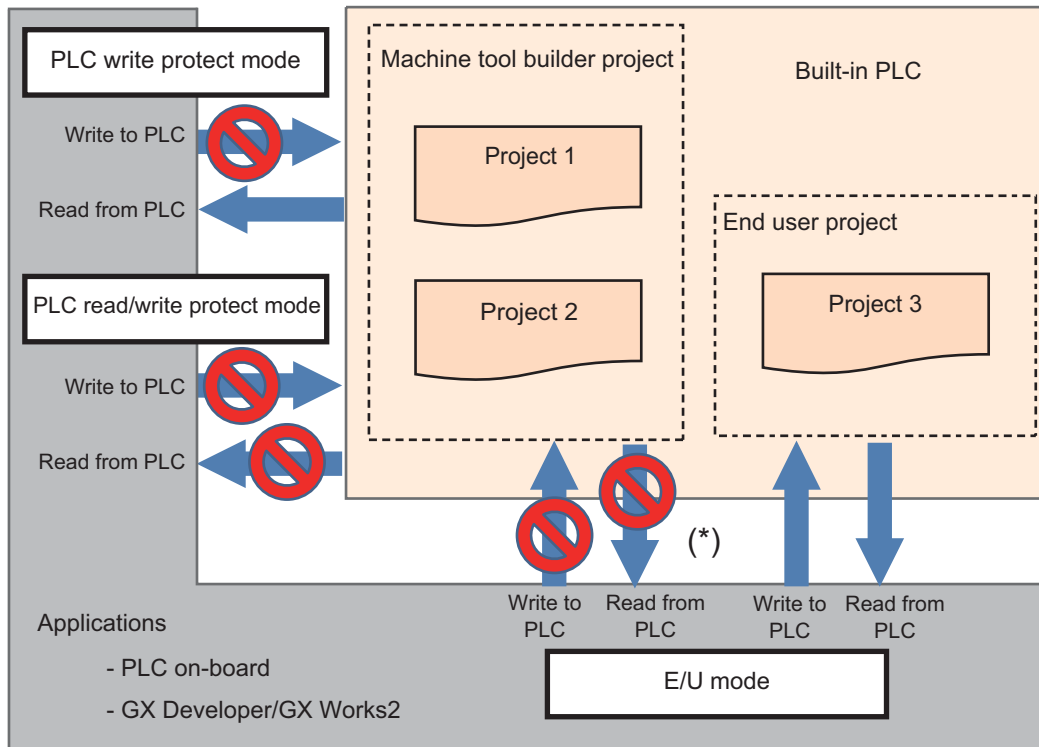 PLC write protect mode
Write to PLC
Read from PLC
PLC read/write protect mode
Write to PLC
Read from PLC
Machine tool builder project
Project 1
Project 2
Built-in PLC
End user project
Project 3
(*)
Write to
PLC
Read from
PLC
Write to
PLC
Read from
PLC
E/U mode
Applications
- PLC on-board
- GX Developer/GX Works2